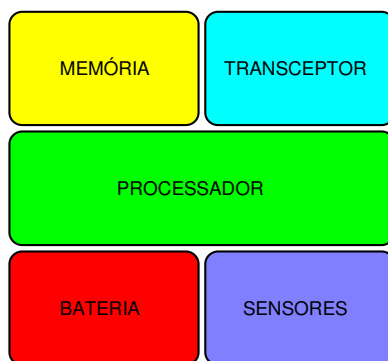 MEMÓRIA
TRANSCEPTOR
PROCESSADOR
BATERIA
SENSORES